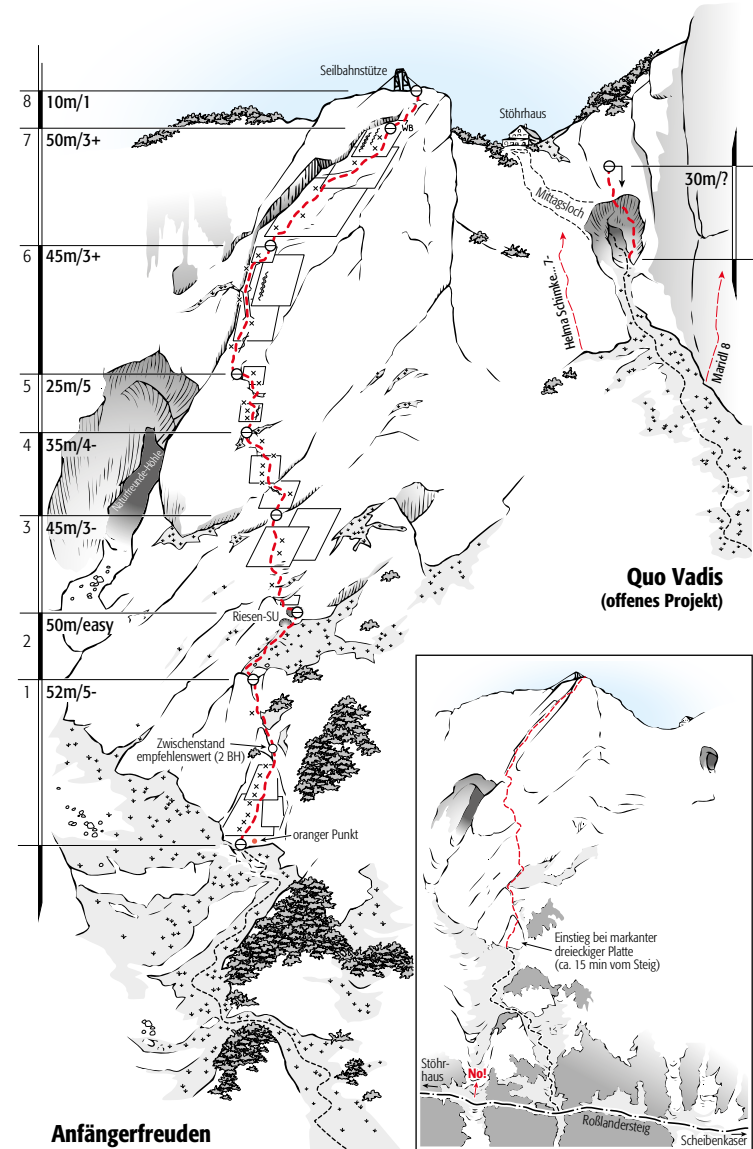 Seilbahnstütze
8 10m/1
Stöhrhaus
7 50m/3+
WB
30m/?
Mittagsloch
6 45m/3+
Helma Schimke... 7-
Maridl 8
5 25m/5
4 35m/4-
Naturfreunde-Höhle
3 45m/3-
Quo Vadis
(offenes Projekt)
50m/easy
Riesen-SU
2
1 52m/5-
Zwischenstand
empfehlenswert (2 BH)
oranger Punkt
Einstieg bei markanter
dreieckiger Platte
(ca. 15 min vom Steig)
Stöhr-
haus
No!
Roßlandersteig
Scheibenkaser
Anfängerfreuden